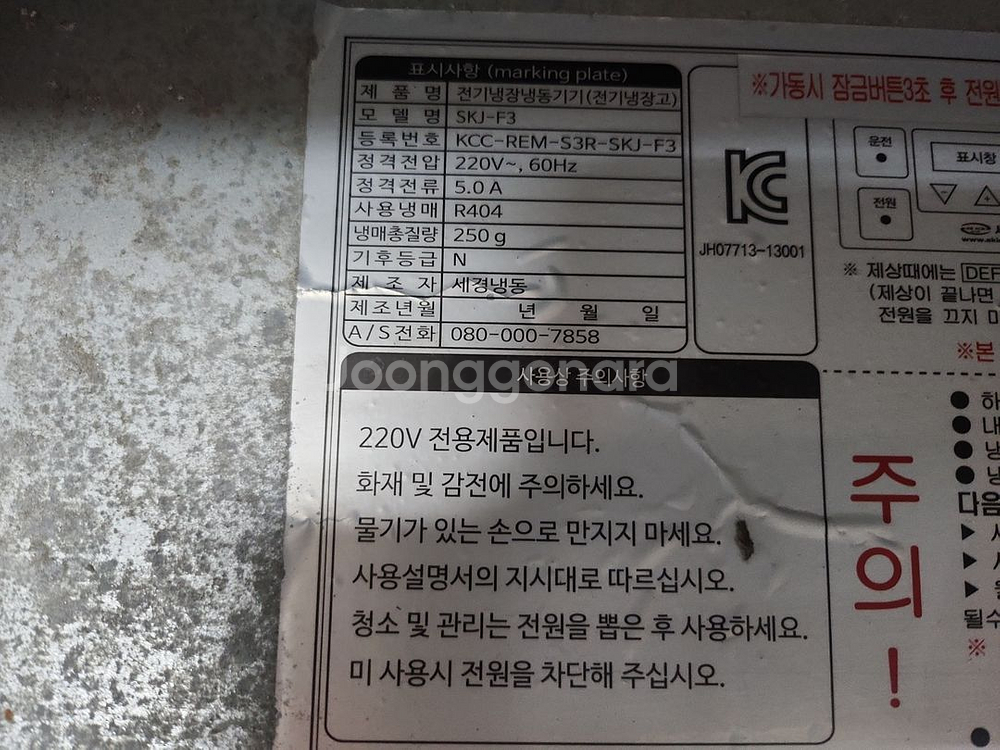 표시사항 (marking plate)
제 품 명 전기냉장냉동기기(전기냉장고)
모 델 명 SKJ-F3
등록번호 KCC-REM-S3R-SKJ-F3
정격전압 220V~, 60Hz
정격전류 5.0 A
사용냉매 R404
냉매총질량 250 g
기후등급 N
제 조 자 세경냉동
제조년월 년 월 일
A/S전화 080-000-7858
JH07713-13001
※가동시 잠금버튼3초 후 전원
운전
표시창
전원
※ 제상때에는 DEF
(제상이 끝나면
전원을 끄지 마
※본
Joonggonara
사용상 주의사항
220V 전용제품입니다.
화재 및 감전에 주의하세요.
물기가 있는 손으로 만지지 마세요.
사용설명서의 지시대로 따르십시오.
청소 및 관리는 전원을 뽑은 후 사용하세요.
미 사용시 전원을 차단해 주십시오.
주의!
● 하
● 내
● 냉
● 냉
다음
될수
※